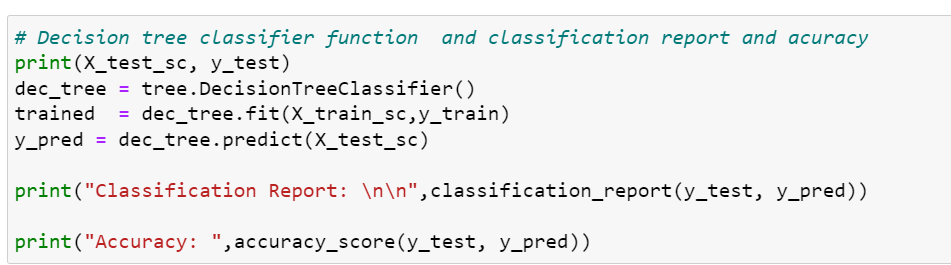 # Decision tree classifier function  and classification report and acuracy
print(X_test_sc, y_test)
dec_tree = tree.DecisionTreeClassifier()
trained  = dec_tree.fit(X_train_sc,y_train)
y_pred = dec_tree.predict(X_test_sc)
print("Classification Report: \n\n",classification_report(y_test, y_pred))
print("Accuracy: ",accuracy_score(y_test, y_pred))